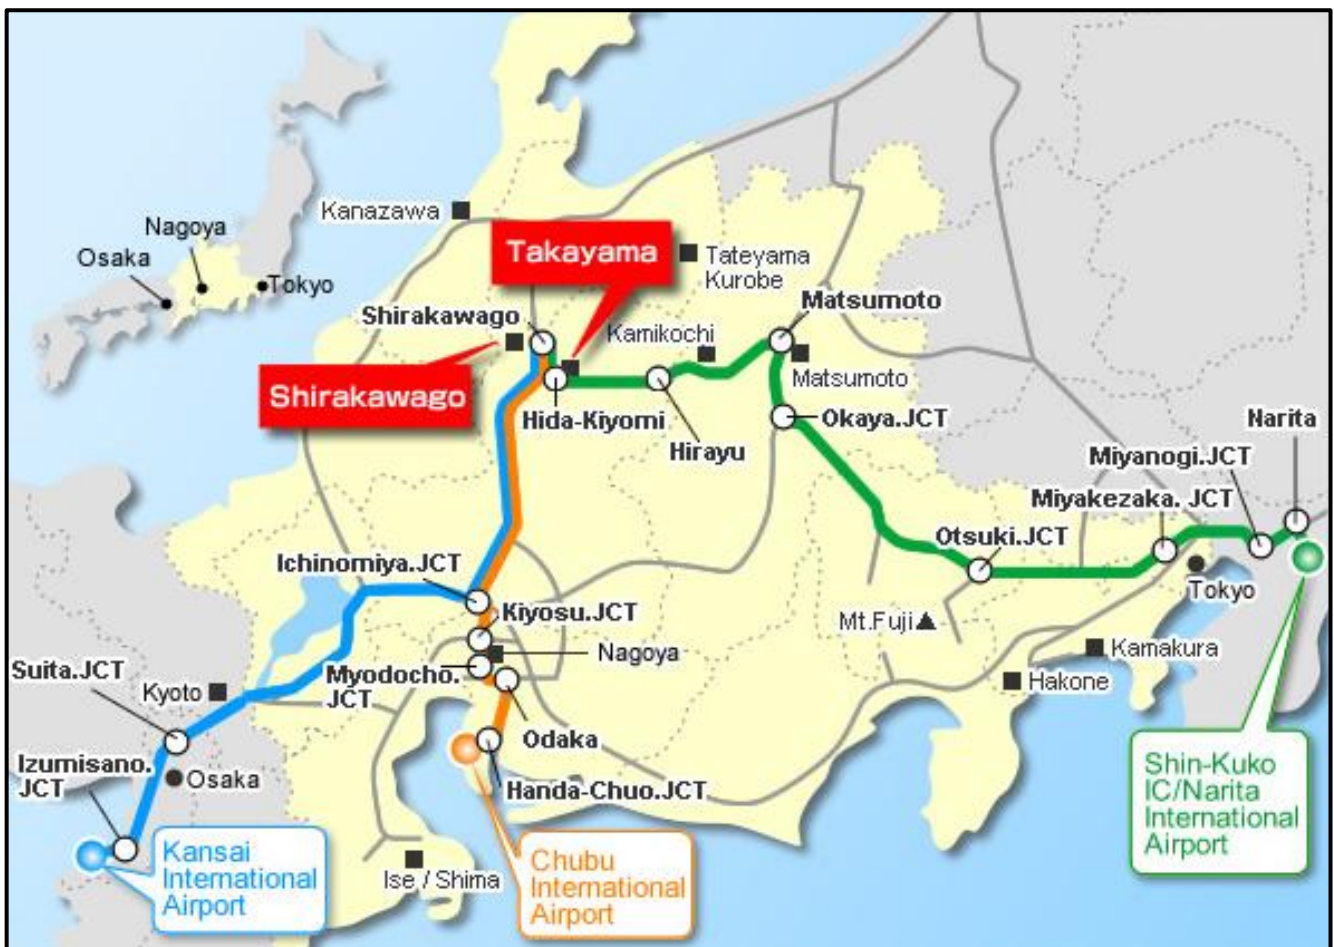 Kanazawa
Nagoya
Osaka
Tokyo
Takayama
Tateyama
Kurobe
Matsumoto
Shirakawago
Kamikochi
Matsumoto
Shirakawago
Hida-Kiyomi
Hirayu
Okaya.JCT
Narita
Miyanogi.JCT
Miyakezaka. JCT
Otsuki.JCT
Ichinomiya.JCT
Tokyo
Kiyosu.JCT
Mt.Fuji
Nagoya
Kamakura
Suita.JCT
Kyoto
Myodocho.
JCT
Hakone
Odaka
Izumisano.
JCT
Osaka
Handa-Chuo.JCT
Shin-Kuko
IC/Narita
International
Airport
Kansai
International
Airport
Ise / Shima
Chubu
International
Airport